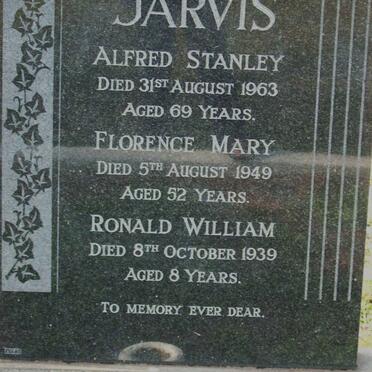 JARVIS
ALFRED STANLEY
DIED 31ST AUGUST 1963
AGED 69 YEARS.
FLORENCE MARY
DIED 5TH AUGUST 1949
AGED 52 YEARS.
RONALD WILLIAM
DIED 8TH OCTOBER 1939
AGED 8 YEARS.
TO MEMORY EVER DEAR.